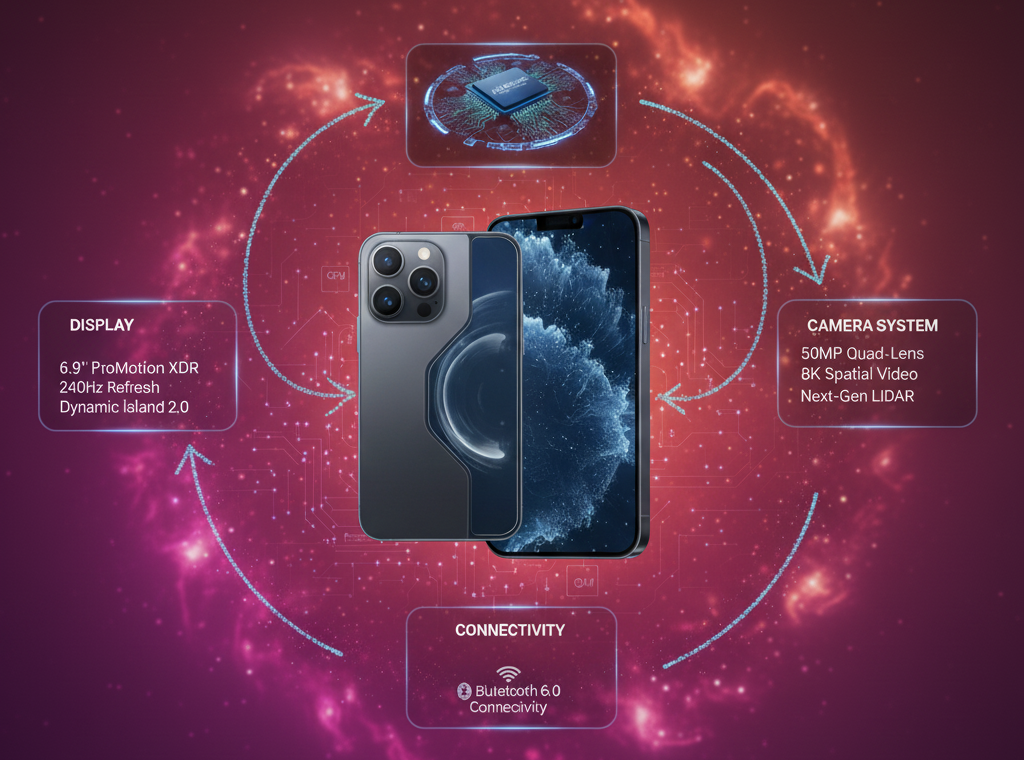 DISPLAY
6.9" ProMotion XDR
240Hz Refresh
Dynamic Island 2.0
CAMERA SYSTEM
50MP Quad-Lens
8K Spatial Video
Next-Gen LIDAR
CONNECTIVITY
Buletcoth 6.0
Connecivity